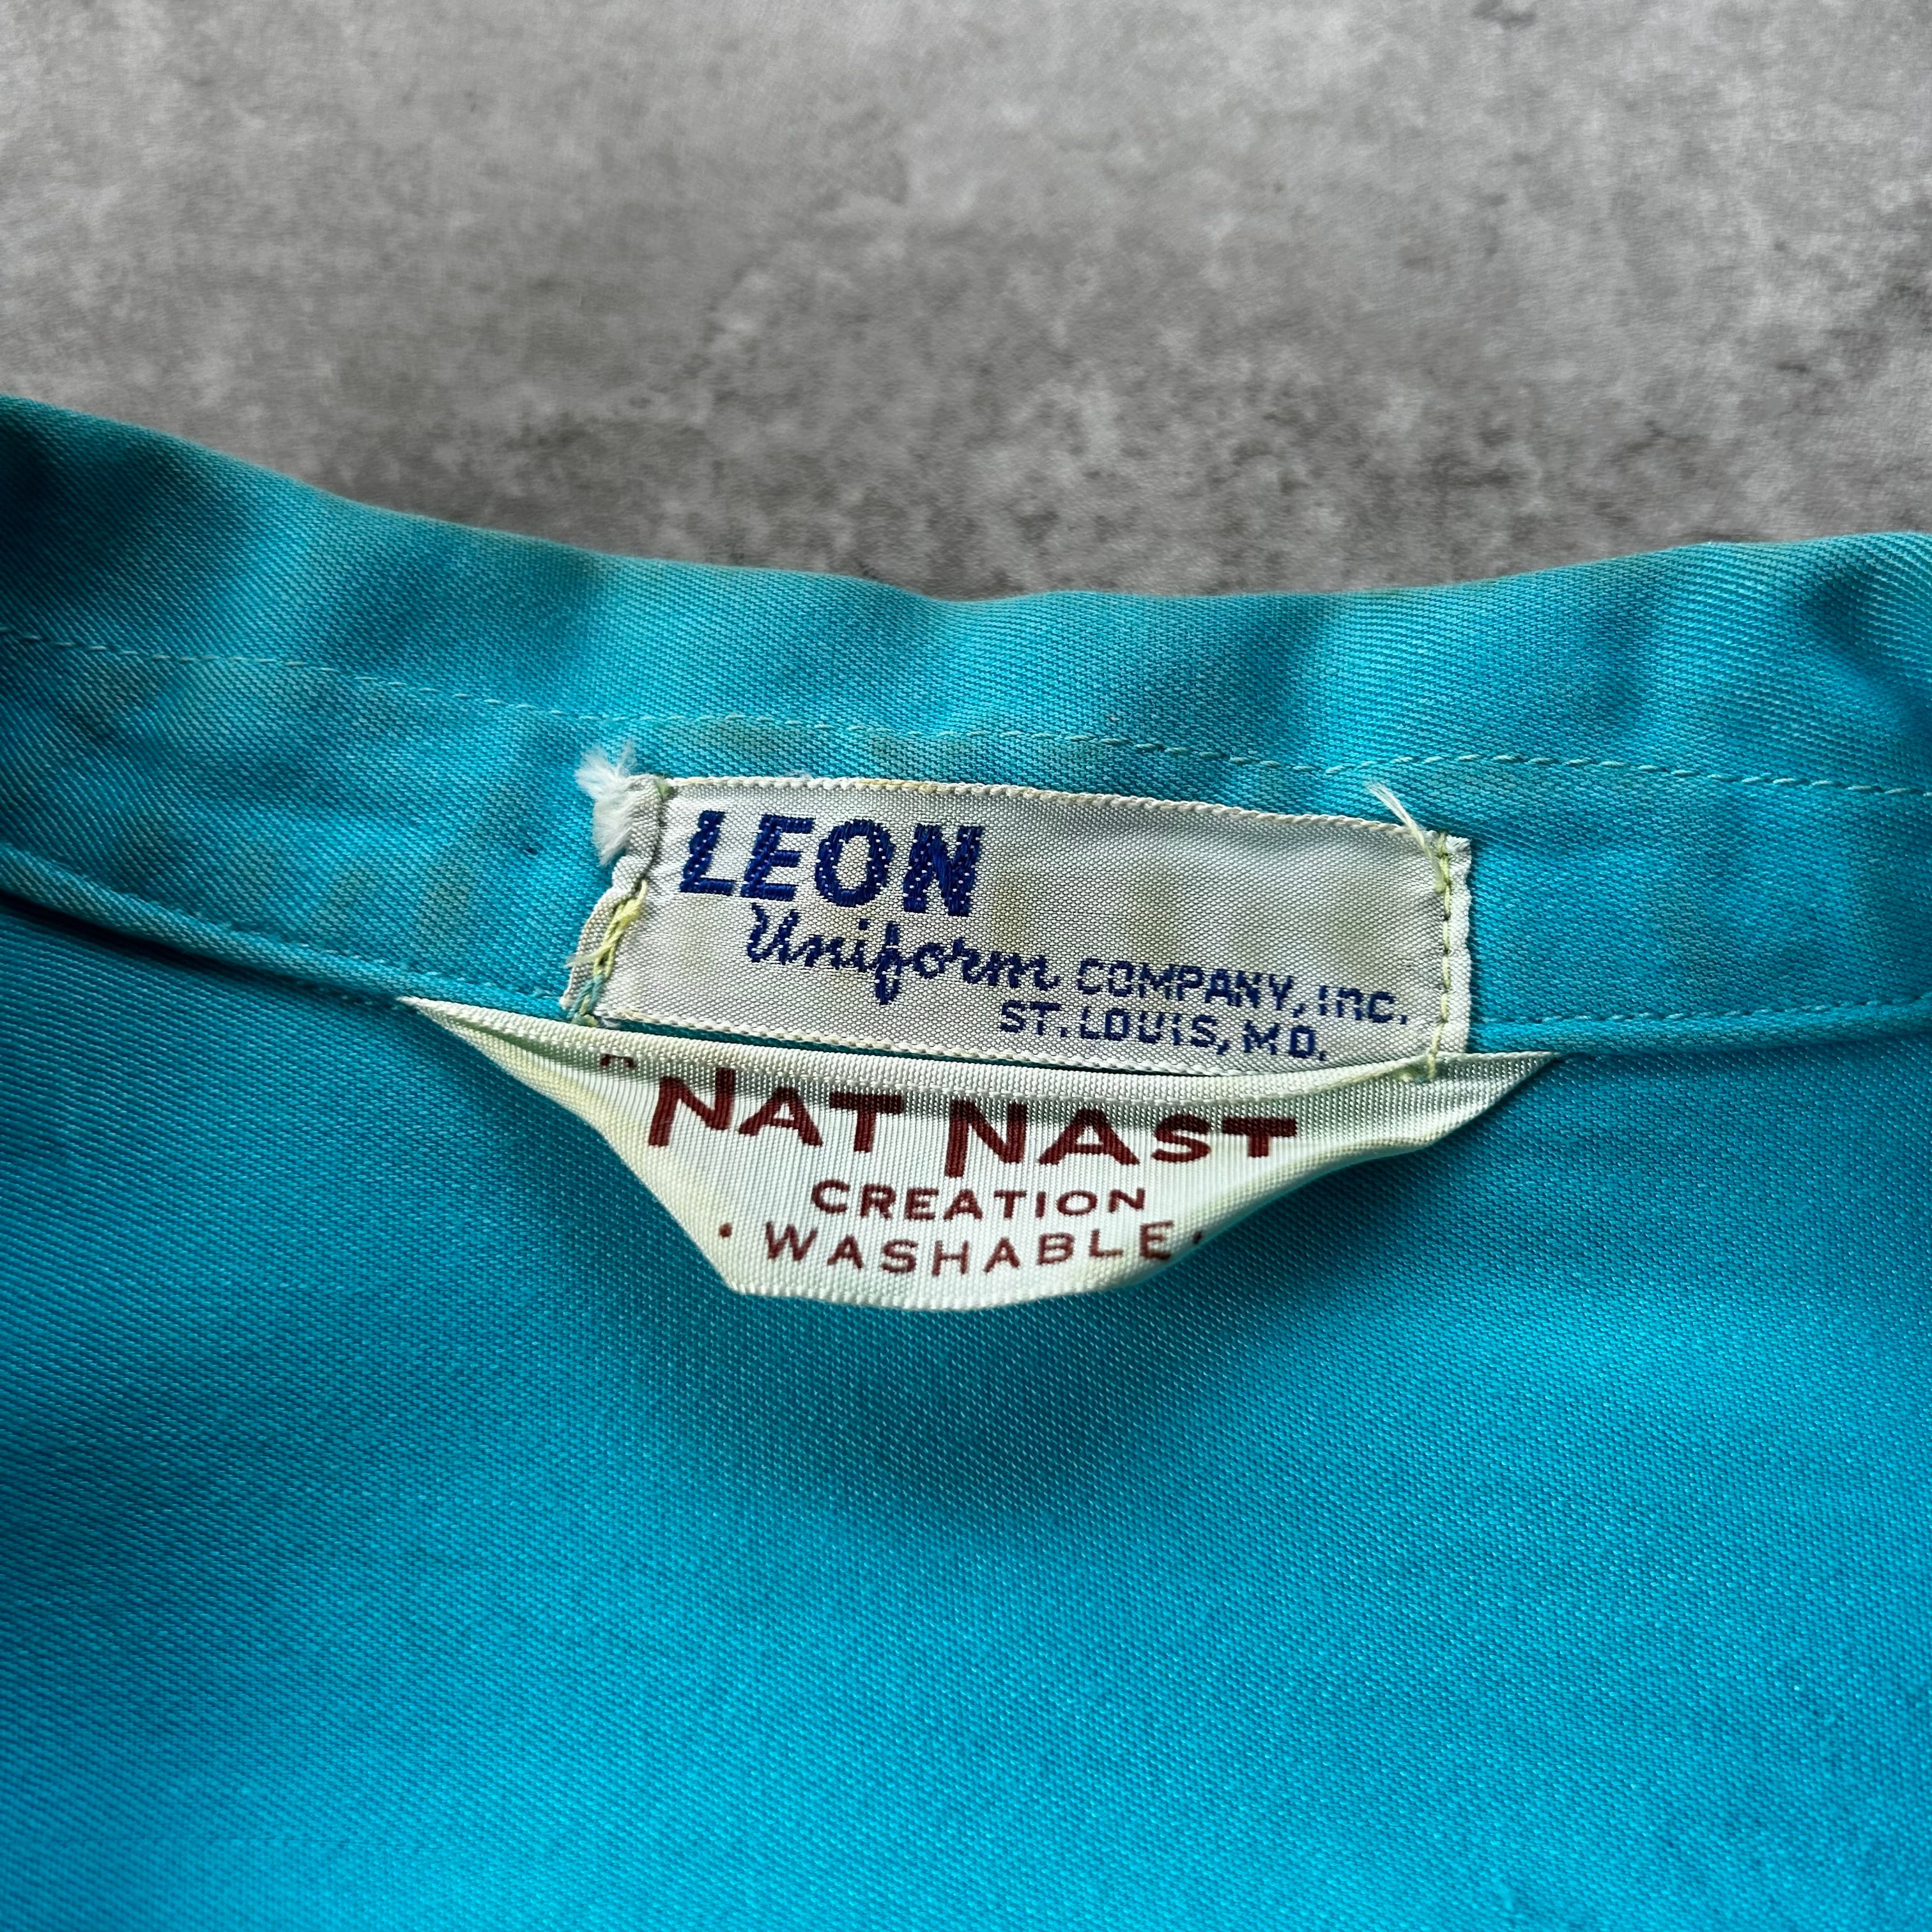 LEON
Uniform COMPANY, INC.
ST. LOUIS, MO.
"NAT NAST
CREATION
· WASHABLE ·